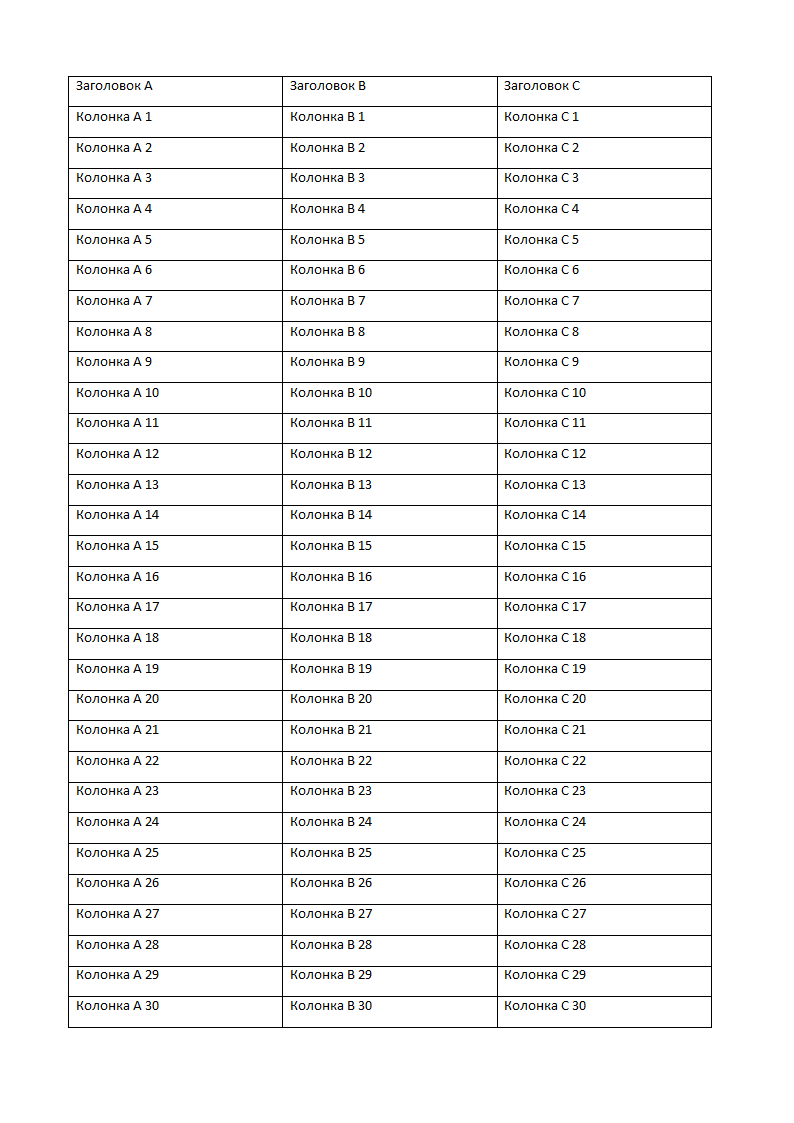 Заголовок А Заголовок В Заголовок С
Колонка А 1 Колонка В 1 Колонка С 1
Колонка А 2 Колонка В 2 Колонка С 2
Колонка А 3 Колонка В 3 Колонка С 3
Колонка А 4 Колонка В 4 Колонка С 4
Колонка А 5 Колонка В 5 Колонка С 5
Колонка А 6 Колонка В 6 Колонка С 6
Колонка А 7 Колонка В 7 Колонка С 7
Колонка А 8 Колонка В 8 Колонка С 8
Колонка А 9 Колонка В 9 Колонка С 9
Колонка А 10 Колонка В 10 Колонка С 10
Колонка А 11 Колонка В 11 Колонка С 11
Колонка А 12 Колонка В 12 Колонка С 12
Колонка А 13 Колонка В 13 Колонка С 13
Колонка А 14 Колонка В 14 Колонка С 14
Колонка А 15 Колонка В 15 Колонка С 15
Колонка А 16 Колонка В 16 Колонка С 16
Колонка А 17 Колонка В 17 Колонка С 17
Колонка А 18 Колонка В 18 Колонка С 18
Колонка А 19 Колонка В 19 Колонка С 19
Колонка А 20 Колонка В 20 Колонка С 20
Колонка А 21 Колонка В 21 Колонка С 21
Колонка А 22 Колонка В 22 Колонка С 22
Колонка А 23 Колонка В 23 Колонка С 23
Колонка А 24 Колонка В 24 Колонка С 24
Колонка А 25 Колонка В 25 Колонка С 25
Колонка А 26 Колонка В 26 Колонка С 26
Колонка А 27 Колонка В 27 Колонка С 27
Колонка А 28 Колонка В 28 Колонка С 28
Колонка А 29 Колонка В 29 Колонка С 29
Колонка А 30 Колонка В 30 Колонка С 30